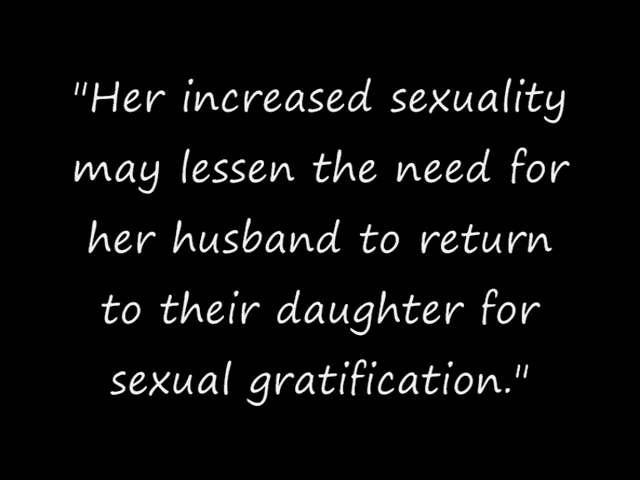 "Her increased sexuality
may lessen the need for
her husband to return
to their daughter for
sexual gratification."